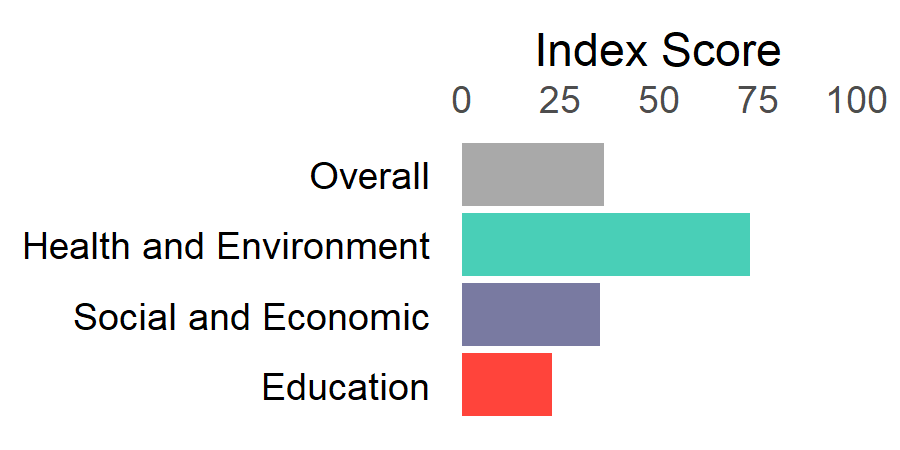 Index Score
0 25 50 75 100
Overall
Health and Environment
Social and Economic
Education